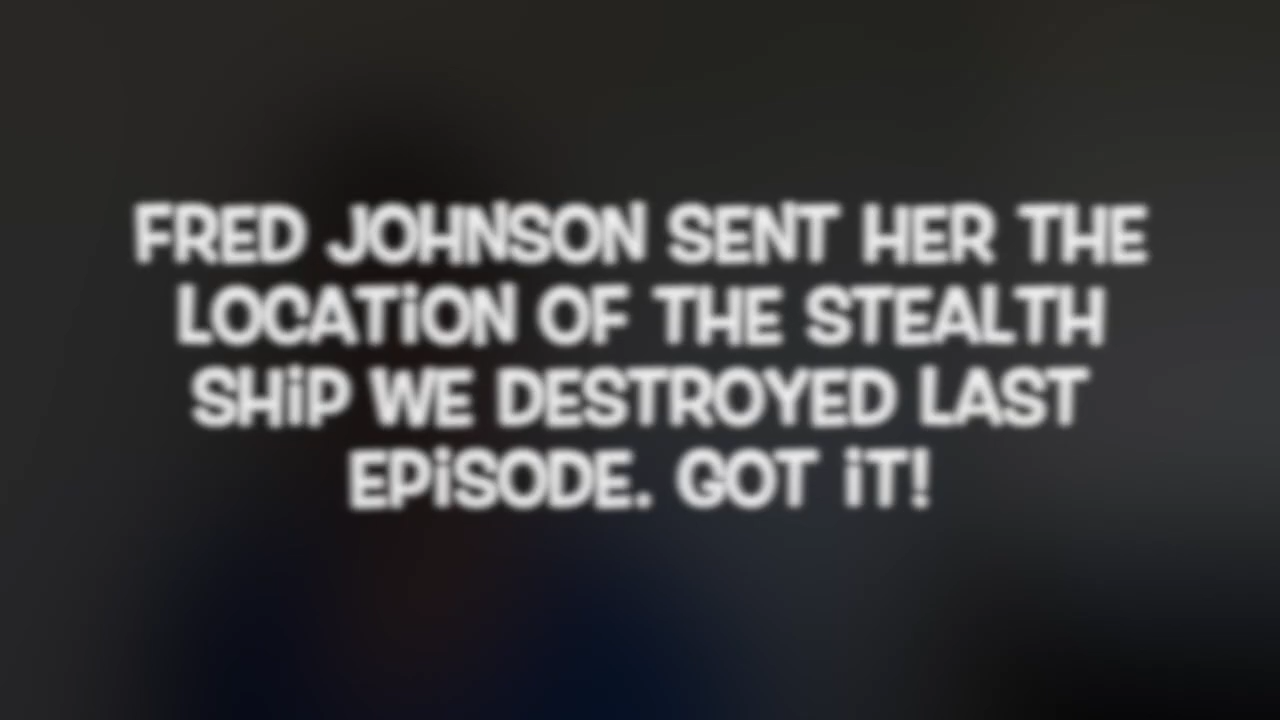 FRED JOHNSON SENT HER THE
LOCATiON OF THE STEALTH
SHiP WE DESTROYED LAST
EPiSODE. GOT iT!